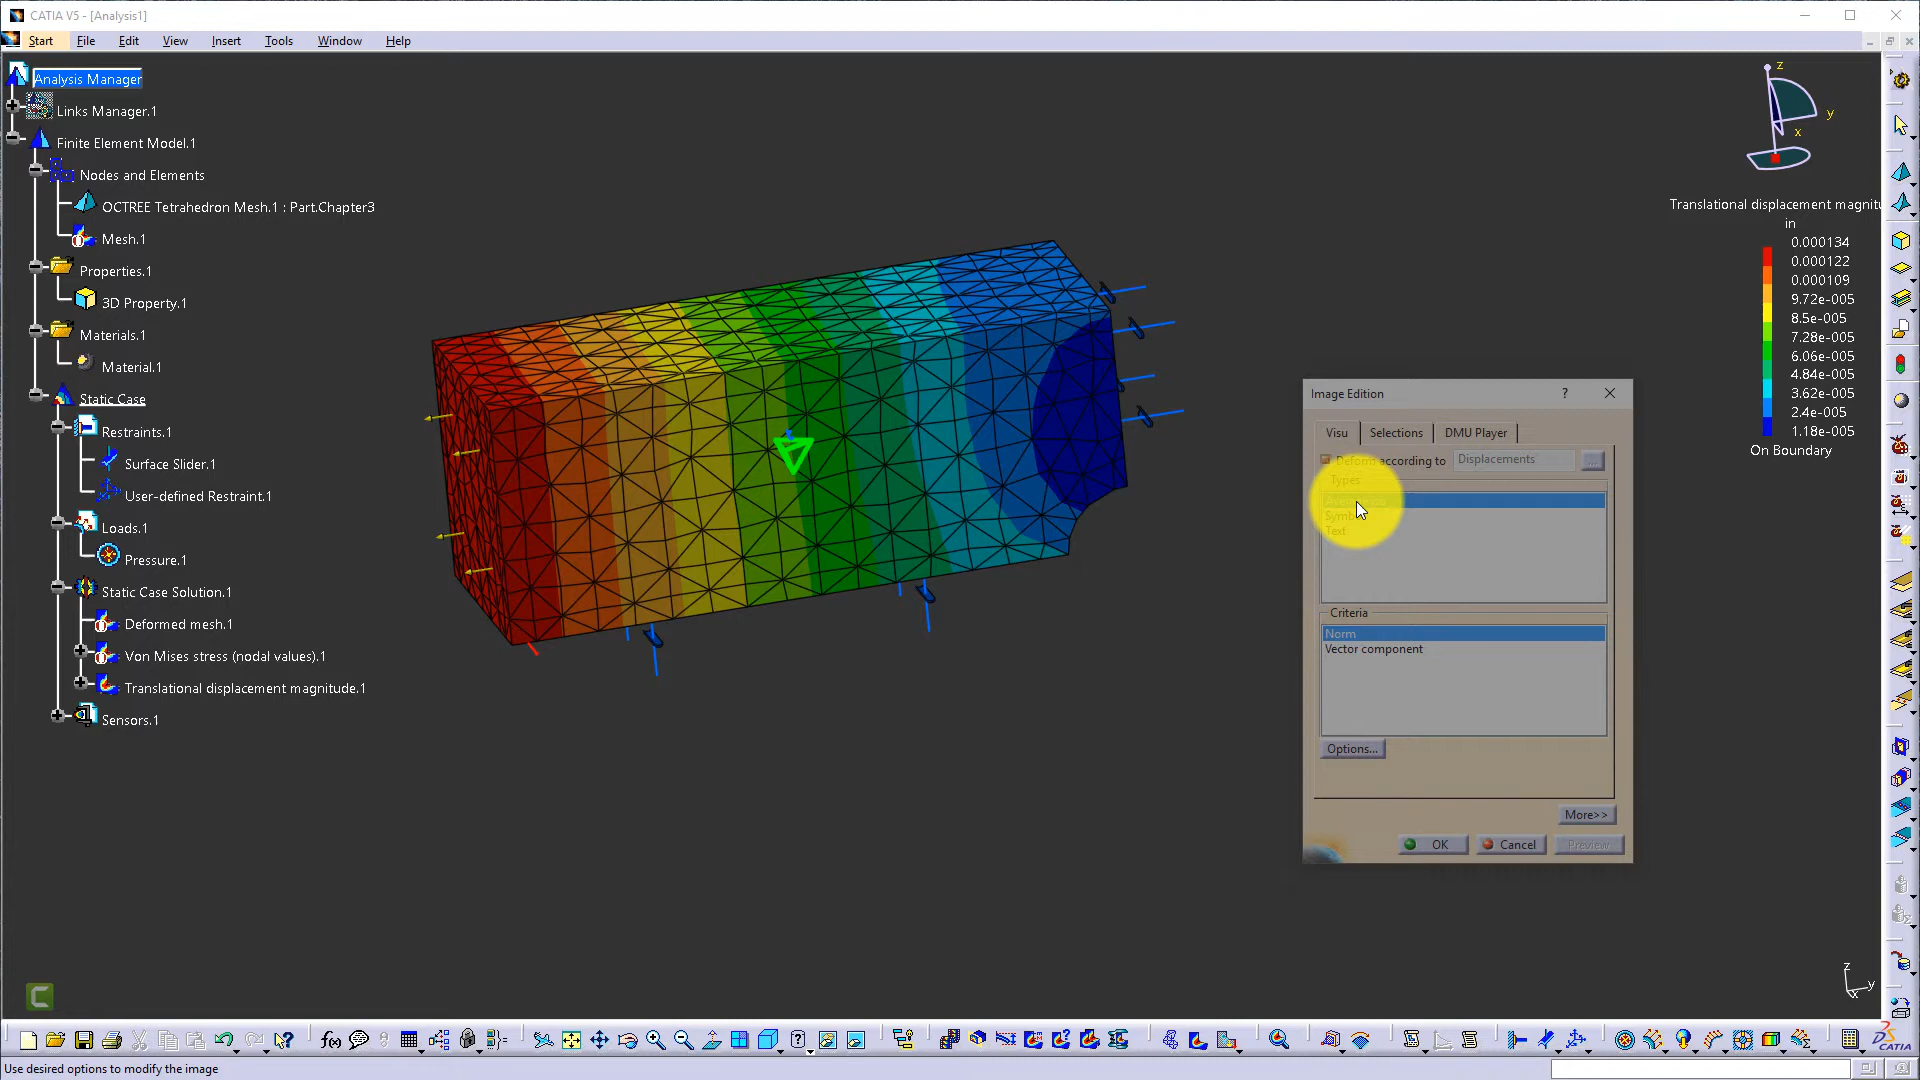 CATIA V5 - [Analysis1]
Start File Edit View Insert Tools Window Help
Analysis Manager
Links Manager.1
Finite Element Model.1
Nodes and Elements
OCTREE Tetrahedron Mesh.1 : Part.Chapter3
Mesh.1
Properties.1
3D Property.1
Materials.1
Material.1
Static Case
Restraints.1
Surface Slider.1
User-defined Restraint.1
Loads.1
Pressure.1
Static Case Solution.1
Deformed mesh.1
Von Mises stress (nodal values).1
Translational displacement magnitude.1
Sensors.1
z
y
x
Translational displacement magnitu
in
0.000134
0.000122
0.000109
9.72e-005
8.5e-005
7.28e-005
6.06e-005
4.84e-005
3.62e-005
2.4e-005
1.18e-005
On Boundary
Image Edition ?
Visu Selections DMU Player
Deform according to Displacements ...
Types
Text
Criteria
Norm
Vector component
Options...
More>>
OK Cancel Preview
z
y
x
f(x)
CATIA
Use desired options to modify the image